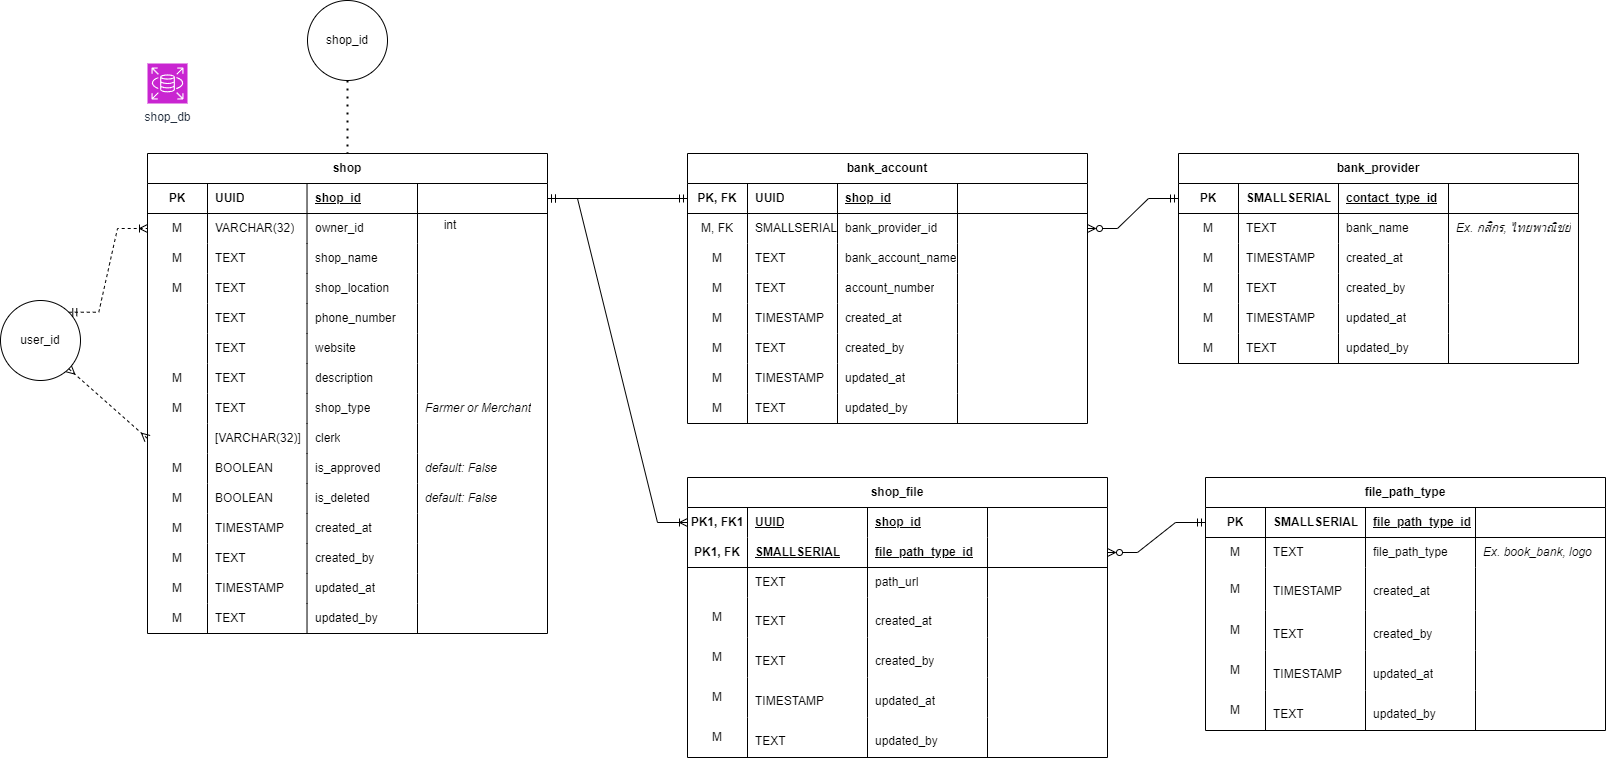 shop_id
shop_db
user_id
shop
PK UUID shop_id
M VARCHAR(32) owner_id int
M TEXT shop_name
M TEXT shop_location
TEXT phone_number
TEXT website
M TEXT description
M TEXT shop_type Farmer or Merchant
[VARCHAR(32)] clerk
M BOOLEAN is_approved default: False
M BOOLEAN is_deleted default: False
M TIMESTAMP created_at
M TEXT created_by
M TIMESTAMP updated_at
M TEXT updated_by
bank_account
PK, FK UUID shop_id
M, FK SMALLSERIAL bank_provider_id
M TEXT bank_account_name
M TEXT account_number
M TIMESTAMP created_at
M TEXT created_by
M TIMESTAMP updated_at
M TEXT updated_by
bank_provider
PK SMALLSERIAL contact_type_id
M TEXT bank_name Ex. กสิกร, ไทยพาณิชย์
M TIMESTAMP created_at
M TEXT created_by
M TIMESTAMP updated_at
M TEXT updated_by
shop_file
PK1, FK1 UUID shop_id
PK1, FK SMALLSERIAL file_path_type_id
TEXT path_url
M TEXT created_at
M TEXT created_by
M TIMESTAMP updated_at
M TEXT updated_by
file_path_type
PK SMALLSERIAL file_path_type_id
M TEXT file_path_type Ex. book_bank, logo
M TIMESTAMP created_at
M TEXT created_by
M TIMESTAMP updated_at
M TEXT updated_by